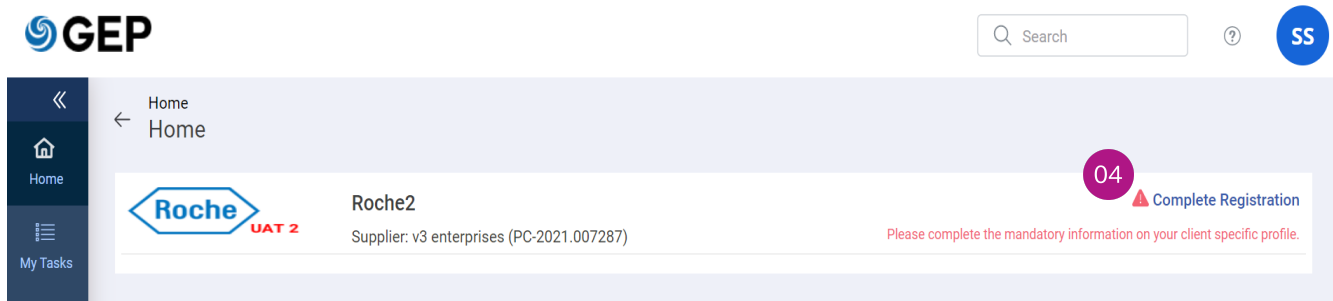 GEP
Search
?
SS
Home
Home
Home
My Tasks
Roche
UAT 2
Roche2
Supplier: v3 enterprises (PC-2021.007287)
04
Complete Registration
Please complete the mandatory information on your client specific profile.